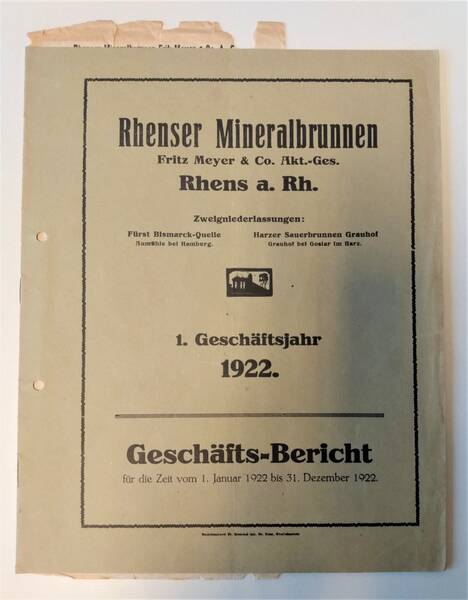 Rhenser Mineralbrunnen
Fritz Meyer & Co. Akt.-Ges.
Rhens a. Rh.
Zweigniederlassungen:
Fürst Bismarck-Quelle
Aumühle bei Hamburg.
Harzer Sauerbrunnen Grauhof
Grauhof bei Goslar im Harz.
1. Geschäftsjahr
1922.
Geschäfts-Bericht
für die Zeit vom 1. Januar 1922 bis 31. Dezember 1922.